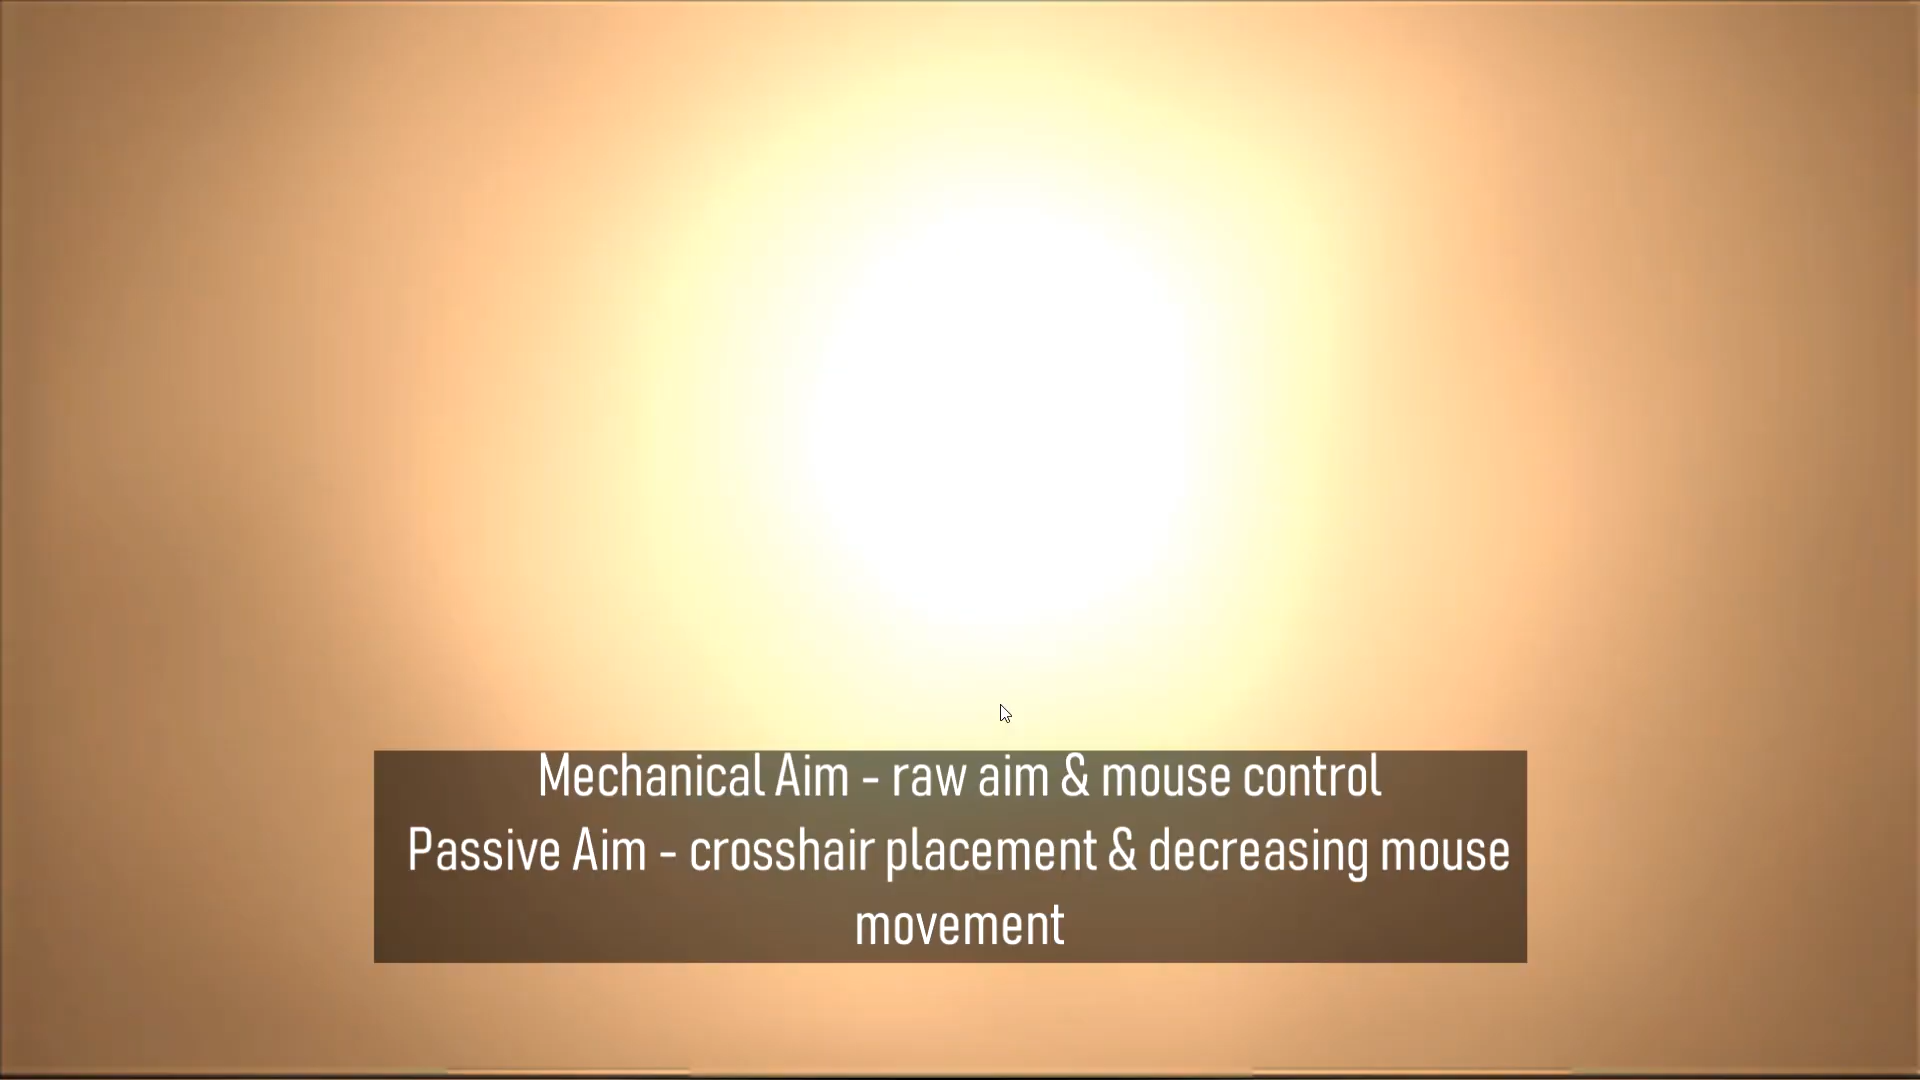 Mechanical Aim - raw aim & mouse control
Passive Aim - crosshair placement & decreasing mouse
movement